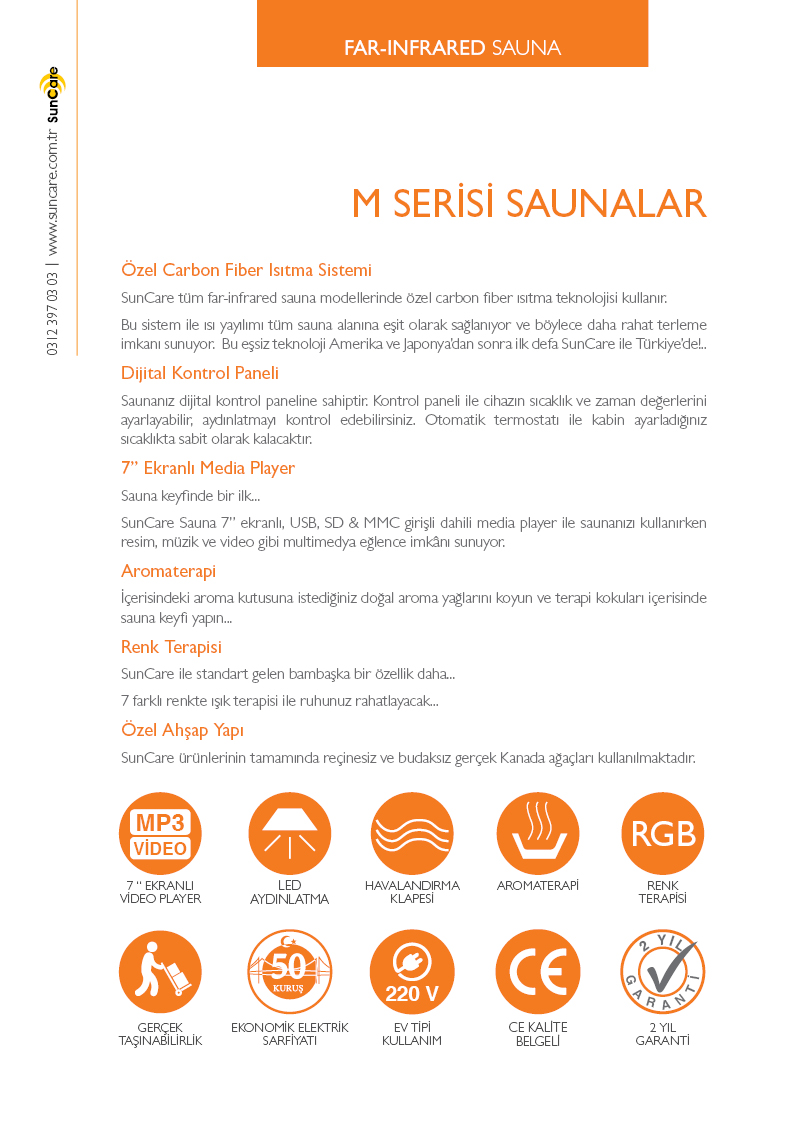 FAR-INFRARED SAUNA
0312 397 03 03 | www.suncare.com.tr SunCare
M SERİSİ SAUNALAR
Özel Carbon Fiber Isıtma Sistemi
SunCare tüm far-infrared sauna modellerinde özel carbon fiber ısıtma teknolojisi kullanır.
Bu sistem ile ısı yayılımı tüm sauna alanına eşit olarak sağlanıyor ve böylece daha rahat terleme
imkanı sunuyor. Bu eşsiz teknoloji Amerika ve Japonya'dan sonra ilk defa SunCare ile Türkiye'de!..
Dijital Kontrol Paneli
Saunanız dijital kontrol paneline sahiptir. Kontrol paneli ile cihazın sıcaklık ve zaman değerlerini
ayarlayabilir, aydınlatmayı kontrol edebilirsiniz. Otomatik termostatı ile kabin ayarladığınız
sıcaklıkta sabit olarak kalacaktır.
7” Ekranlı Media Player
Sauna keyfinde bir ilk...
SunCare Sauna 7” ekranlı, USB, SD & MMC girişli dahili media player ile saunanızı kullanırken
resim, müzik ve video gibi multimedya eğlence imkânı sunuyor.
Aromaterapi
İçerisindeki aroma kutusuna istediğiniz doğal aroma yağlarını koyun ve terapi kokuları içerisinde
sauna keyfi yapın...
Renk Terapisi
SunCare ile standart gelen bambaşka bir özellik daha...
7 farklı renkte ışık terapisi ile ruhunuz rahatlayacak...
Özel Ahşap Yapı
SunCare ürünlerinin tamamında reçinesiz ve budaksız gerçek Kanada ağaçları kullanılmaktadır.
MP3
VİDEO
7 “ EKRANLI
VİDEO PLAYER
LED
AYDINLATMA
HAVALANDIRMA
KLAPESİ
AROMATERAPİ
RGB
RENK
TERAPİSİ
GERÇEK
TAŞINABİLİRLİK
50
KURUŞ
EKONOMİK ELEKTRİK
SARFİYATI
220 V
EV TİPİ
KULLANIM
CE
CE KALİTE
BELGELİ
2 YIL
GARANTİ
2 YIL
GARANTİ